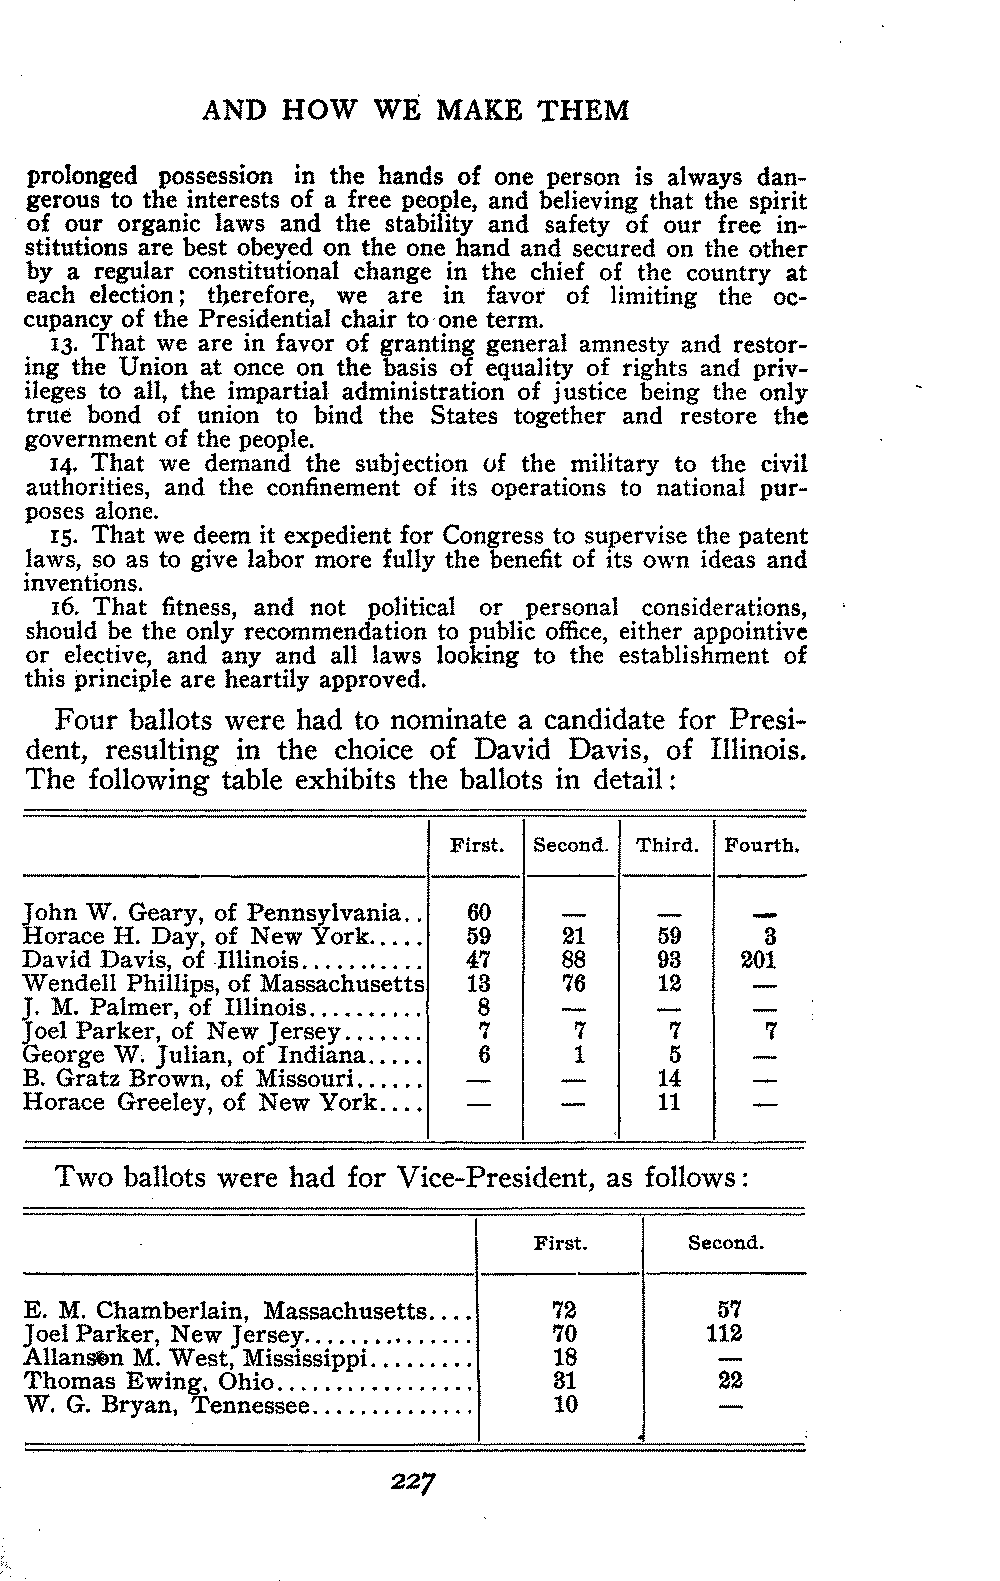 AND HOW WE MAKE THEM
prolonged possession in the hands of one person is always dan-
gerous to the interests of a free people, and believing that the spirit
of our organic laws and the stability and safety of our free in-
stitutions are best obeyed on the one hand and secured on the other
by a regular constitutional change in the chief of the country at
each election; therefore, we are in favor of limiting the oc-
cupancy of the Presidential chair to one term.
13. That we are in favor of granting general amnesty and restor-
ing the Union at once on the basis of equality of rights and priv-
ileges to all, the impartial administration of justice being the only
true bond of union to bind the States together and restore the
government of the people.
14. That we demand the subjection of the military to the civil
authorities, and the confinement of its operations to national pur-
poses alone.
15. That we deem it expedient for Congress to supervise the patent
laws, so as to give labor more fully the benefit of its own ideas and
inventions.
16. That fitness, and not political or personal considerations,
should be the only recommendation to public office, either appointive
or elective, and any and all laws looking to the establishment of
this principle are heartily approved.
Four ballots were had to nominate a candidate for Presi-
dent, resulting in the choice of David Davis, of Illinois.
The following table exhibits the ballots in detail:
First. Second. Third. Fourth.
John W. Geary, of Pennsylvania.. 60 — — —
Horace H. Day, of New York..... 59 21 59 3
David Davis, of Illinois........... 47 88 93 201
Wendell Phillips, of Massachusetts 13 76 12 —
J. M. Palmer, of Illinois.......... 8 — — —
Joel Parker, of New Jersey....... 7 7 7 7
George W. Julian, of Indiana..... 6 1 5 —
B. Gratz Brown, of Missouri...... — — 14 —
Horace Greeley, of New York.... — — 11 —
Two ballots were had for Vice-President, as follows:
First. Second.
E. M. Chamberlain, Massachusetts.... 72 57
Joel Parker, New Jersey............... 70 112
Allanson M. West, Mississippi......... 18 —
Thomas Ewing, Ohio................. 31 22
W. G. Bryan, Tennessee.............. 10 —
227